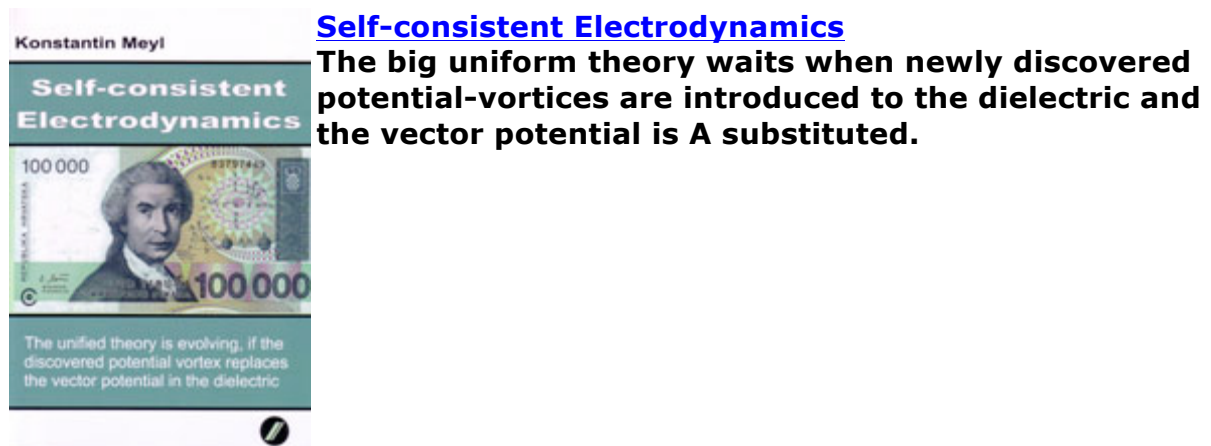 Konstantin Meyl
Self-consistent
Electrodynamics
100 000
REPUBLIKA HRVATSKA
100 000
The unified theory is evolving, if the
discovered potential vortex replaces
the vector potential in the dielectric
Self-consistent Electrodynamics
The big uniform theory waits when newly discovered
potential-vortices are introduced to the dielectric and
the vector potential is A substituted.